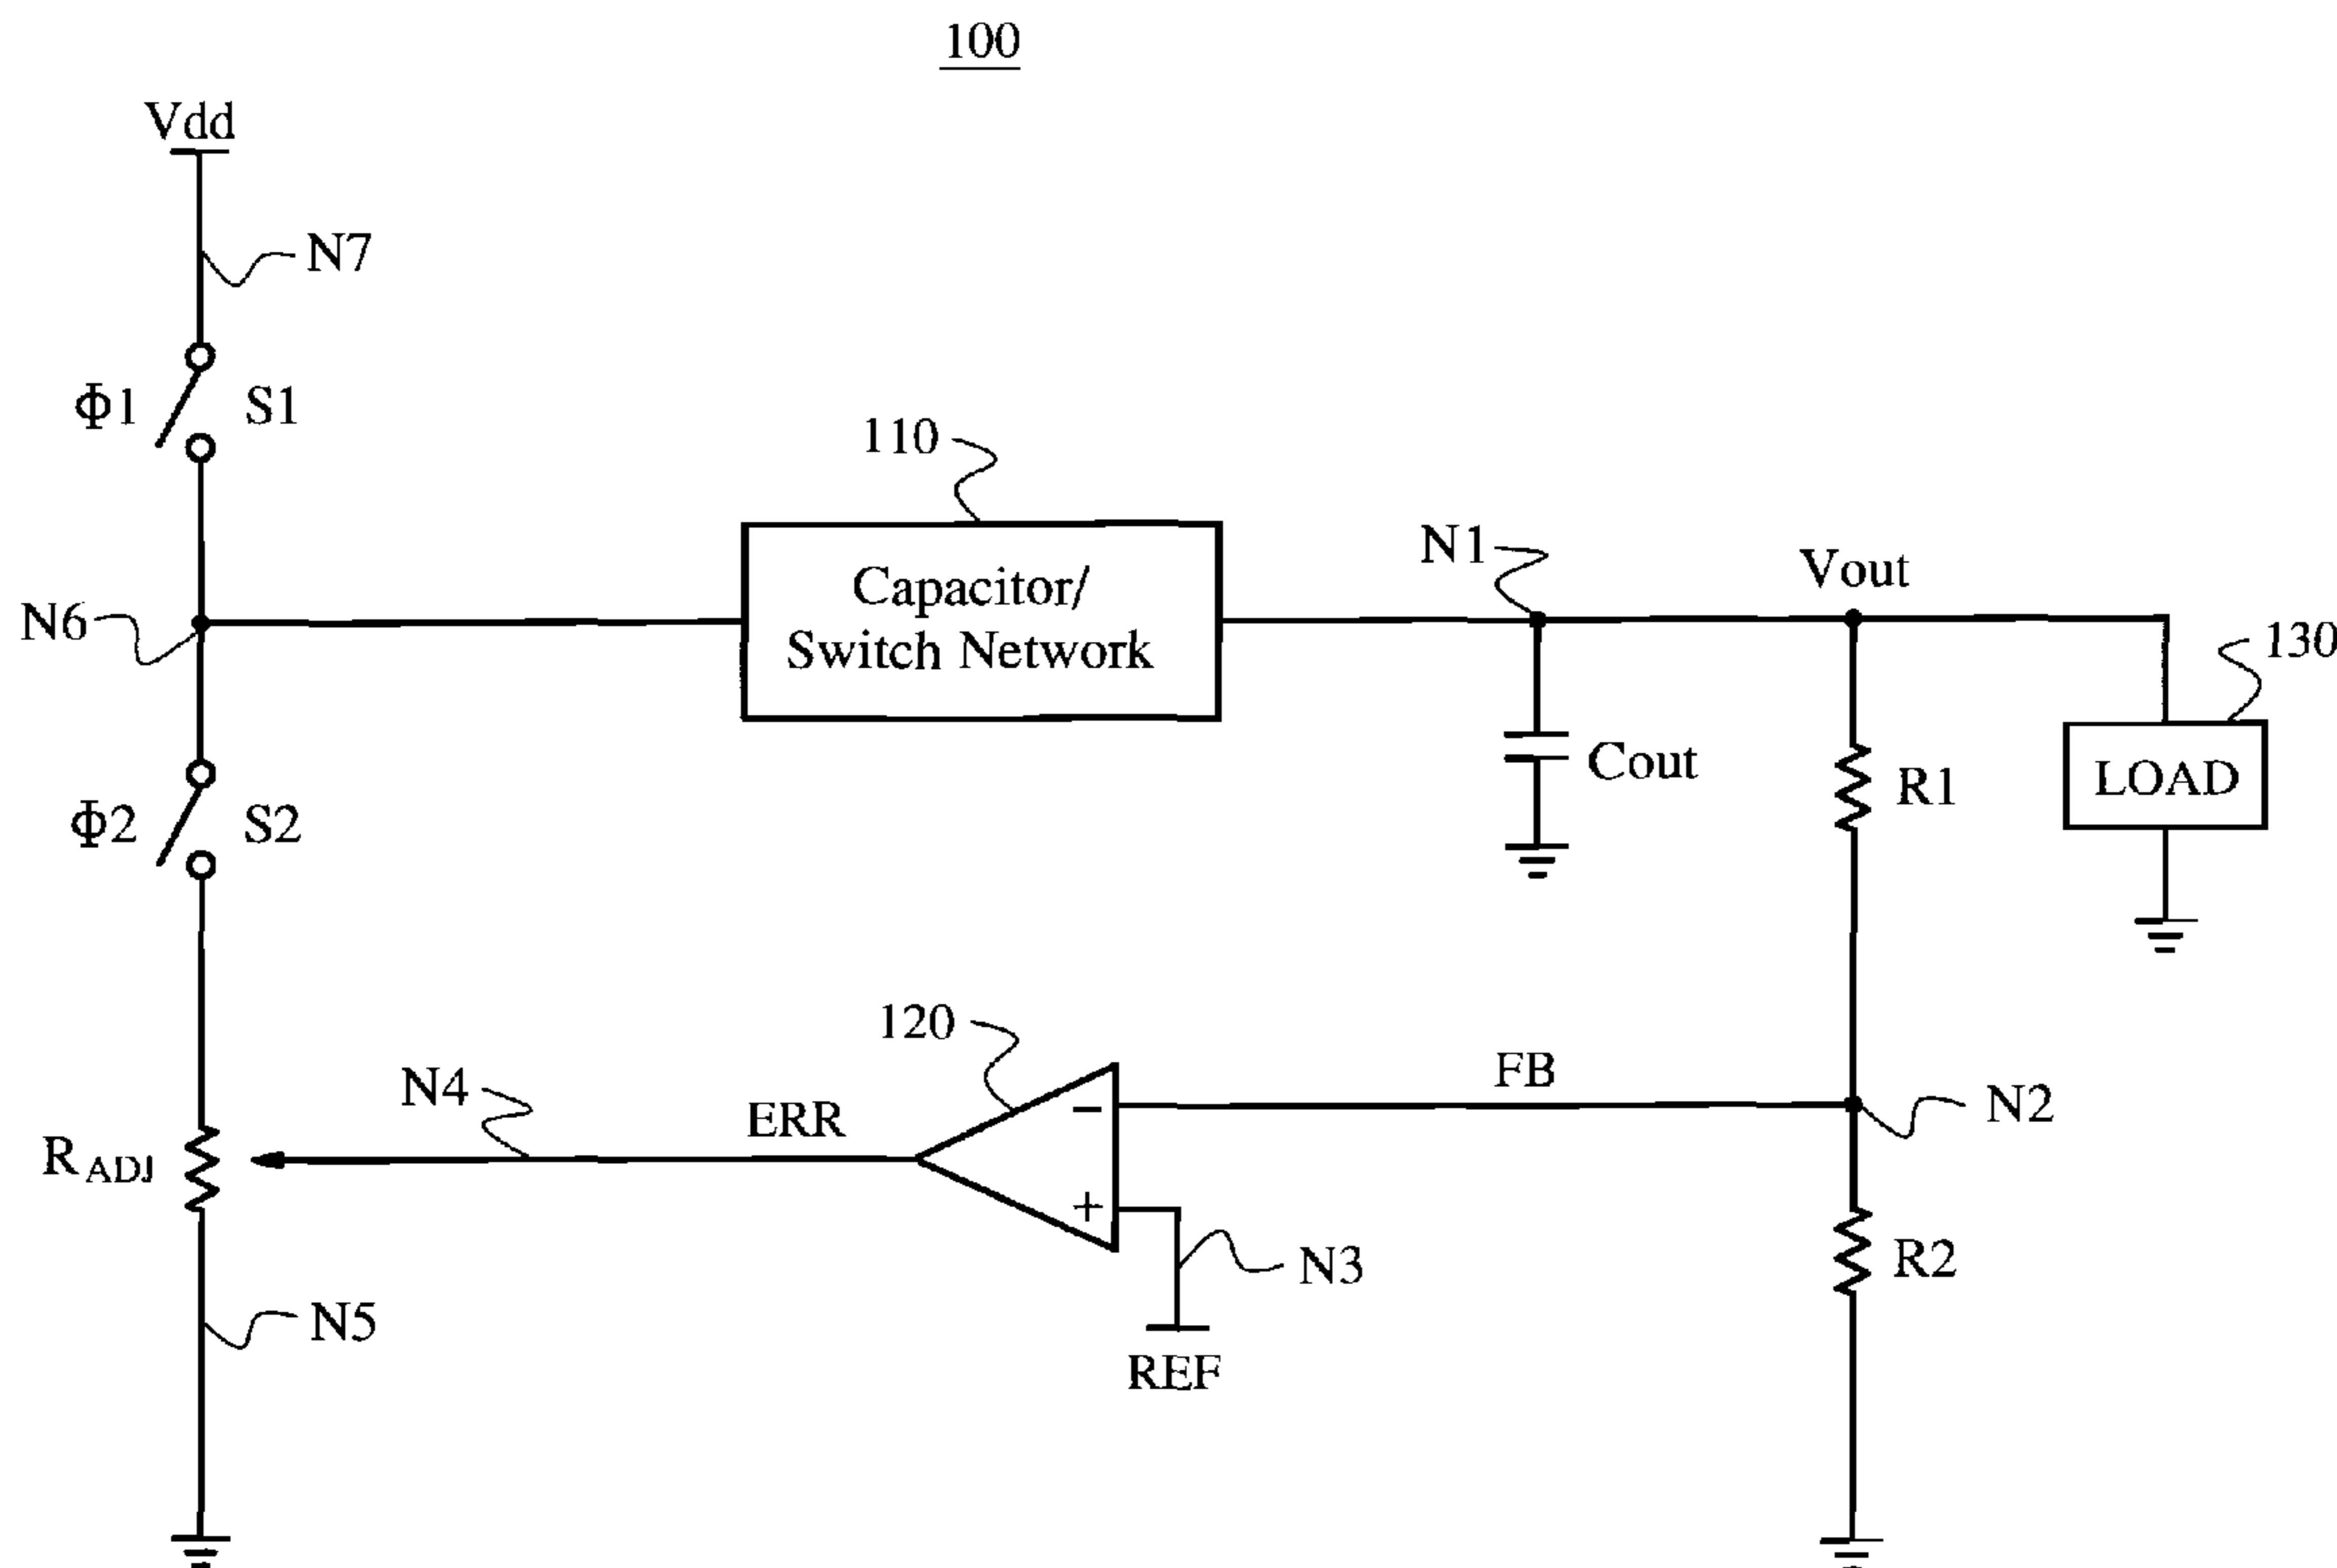 100
Vdd
N7
Φ1 S1
110
Capacitor/
Switch Network
N1
Vout
N6
130
Cout
R1
LOAD
Φ2 S2
120
FB
N4
ERR
N2
−
R ADJ
+
N3
R2
N5
REF